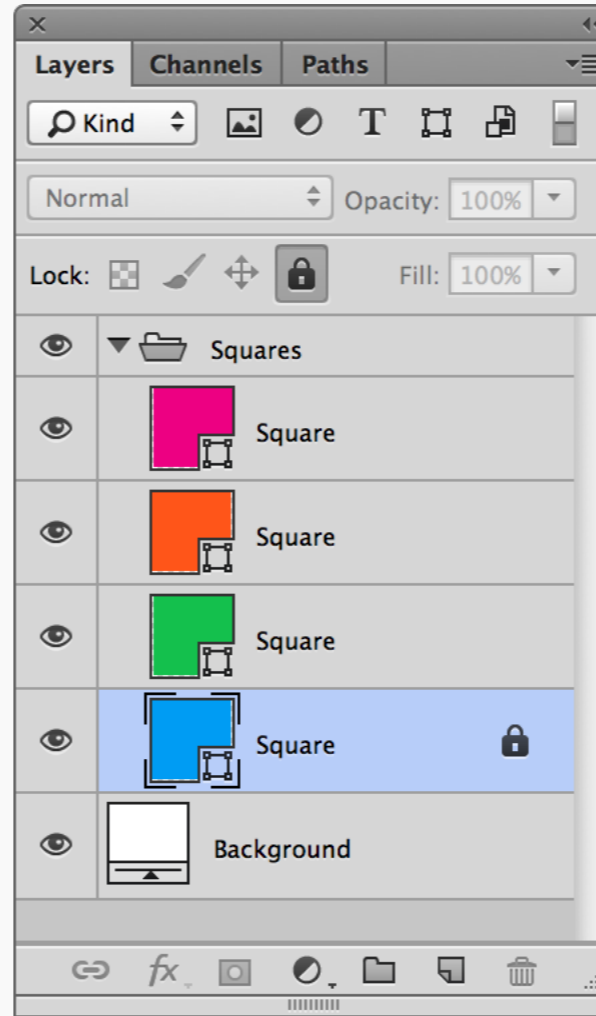 Layers Channels Paths
Kind T
Normal Opacity: 100%
Lock: Fill: 100%
Squares
Square
Square
Square
Square
Background
fx